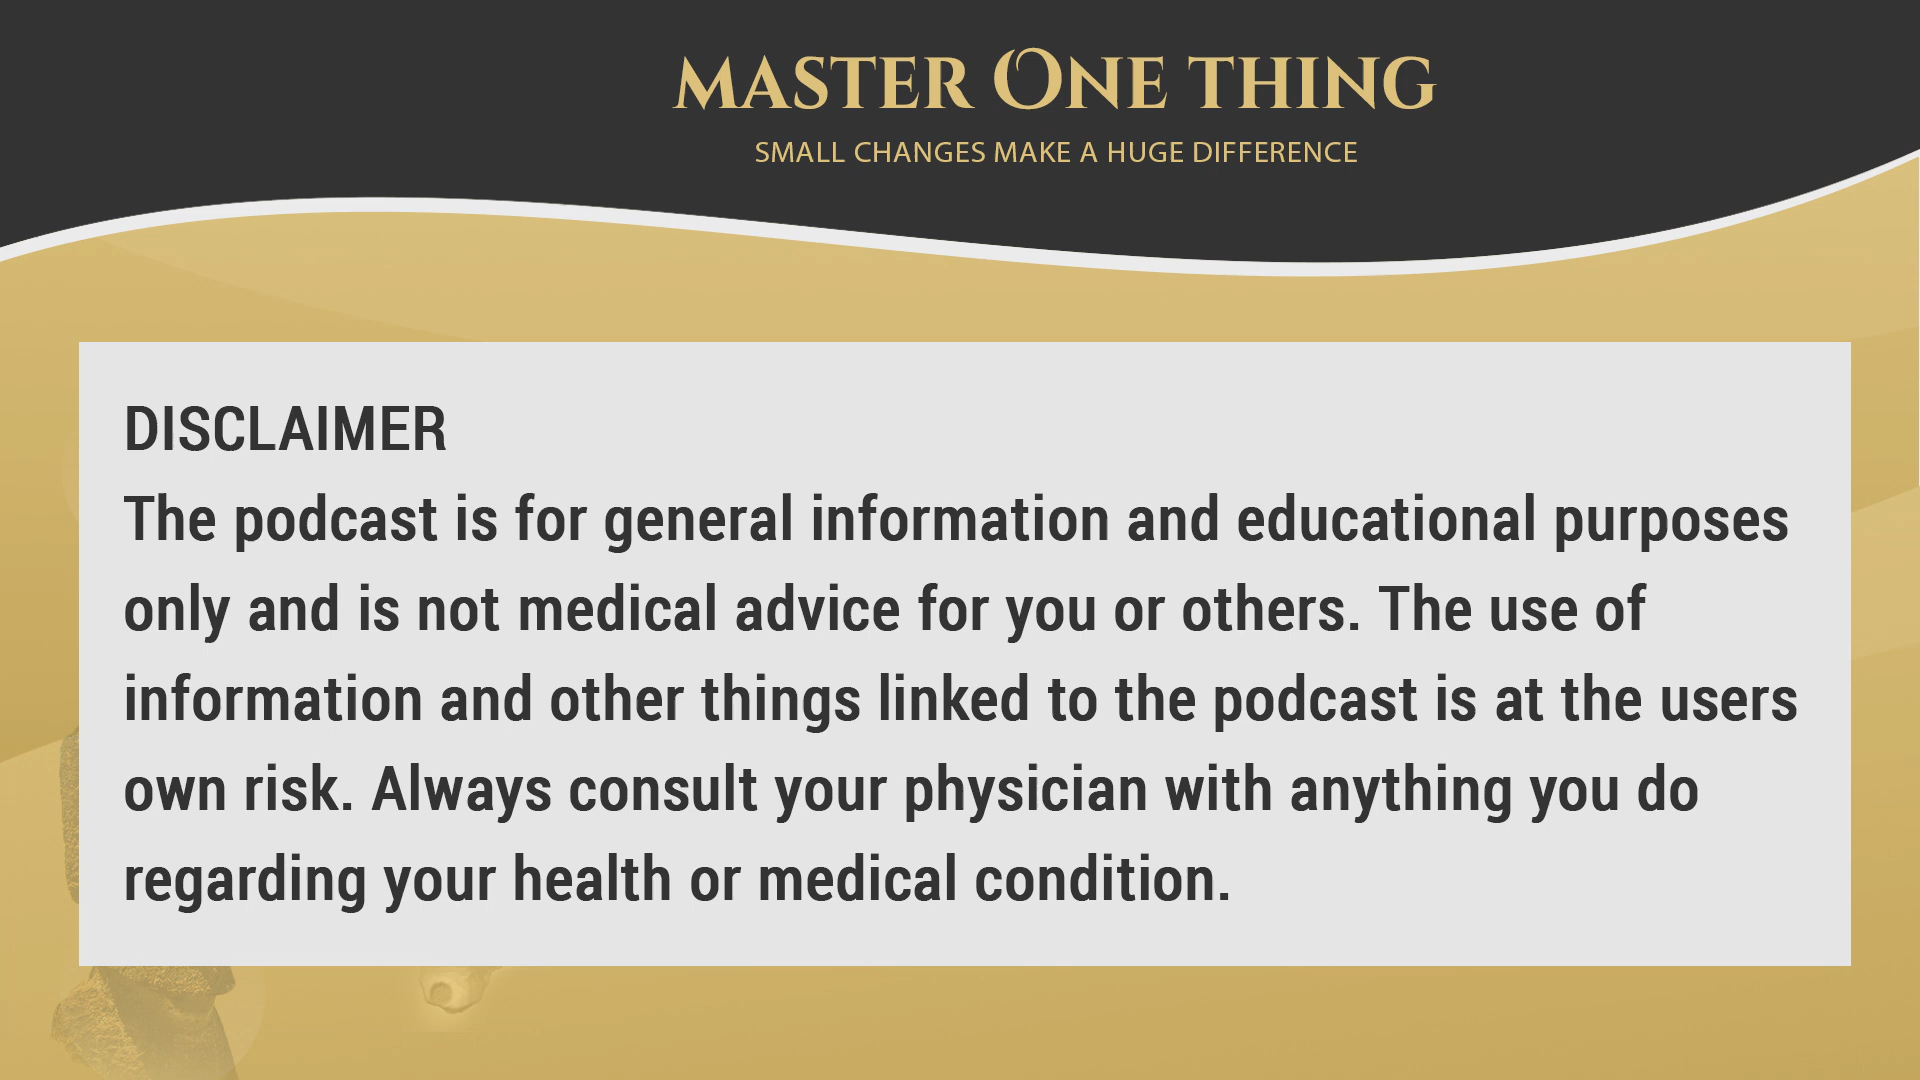 MASTER ONE THING
SMALL CHANGES MAKE A HUGE DIFFERENCE
DISCLAIMER
The podcast is for general information and educational purposes
only and is not medical advice for you or others. The use of
information and other things linked to the podcast is at the users
own risk. Always consult your physician with anything you do
regarding your health or medical condition.